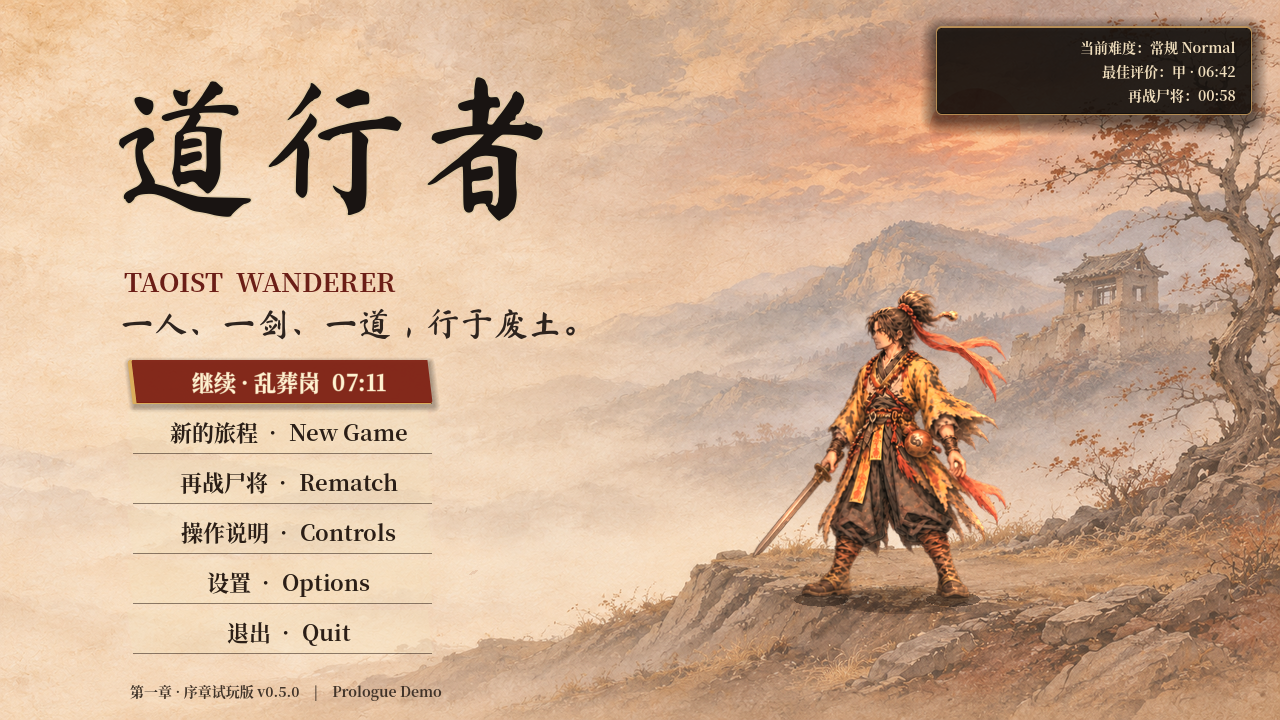 道行者
TAOIST WANDERER
一人、一剑、一道，行于废土。
继续 · 乱葬岗 07:11
新的旅程 · New Game
再战尸将 · Rematch
操作说明 · Controls
设置 · Options
退出 · Quit
第一章 · 序章试玩版 v0.5.0 | Prologue Demo
当前难度：常规 Normal
最佳评价：甲 · 06:42
再战尸将：00:58